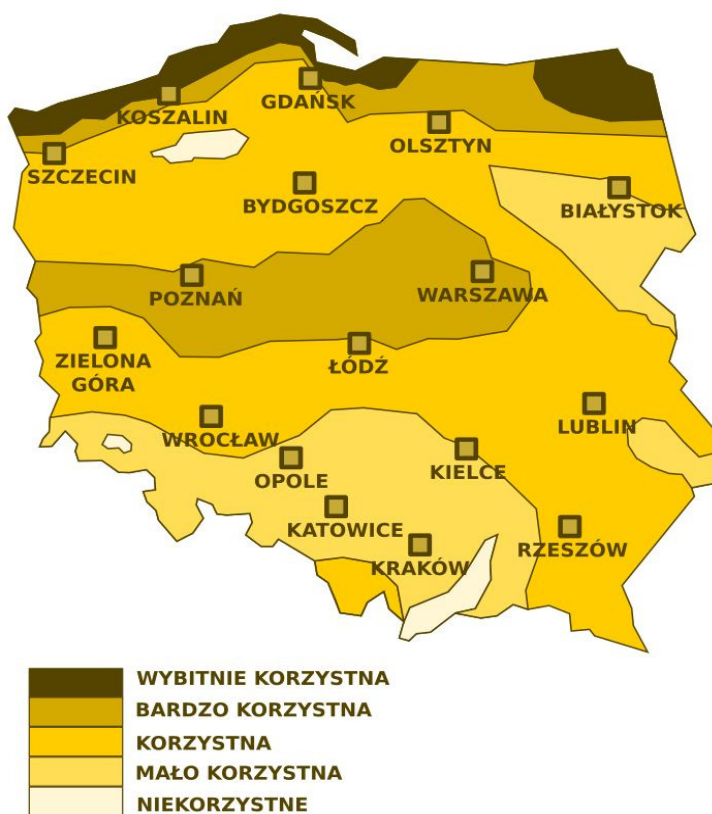 GDAŃSK
KOSZALIN
OLSZTYN
SZCZECIN
BYDGOSZCZ
BIAŁYSTOK
POZNAŃ
WARSZAWA
ZIELONA
GÓRA
ŁÓDŹ
LUBLIN
WROCŁAW
OPOLE
KIELCE
KATOWICE
RZESZÓW
KRAKÓW
WYBITNIE KORZYSTNA
BARDZO KORZYSTNA
KORZYSTNA
MAŁO KORZYSTNA
NIEKORZYSTNE